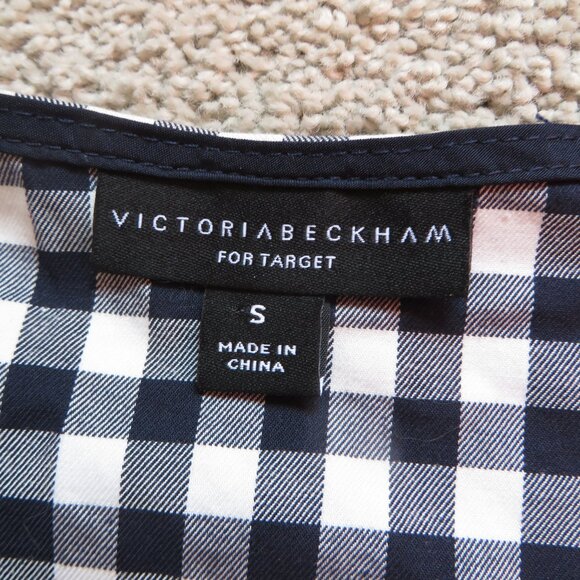 VICTORIABECKHAM
FOR TARGET
S
MADE IN
CHINA